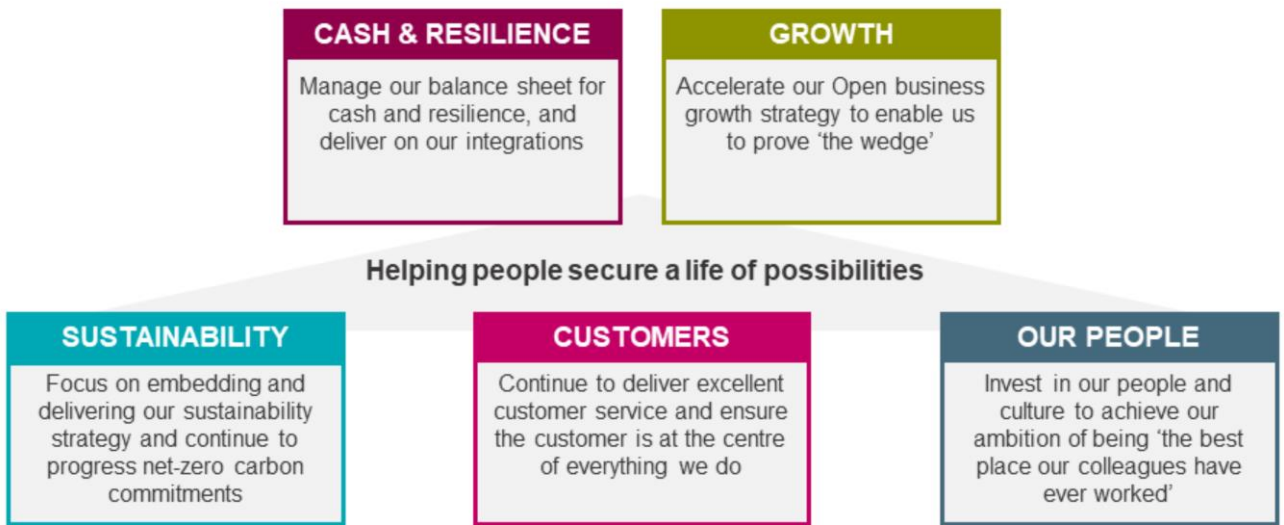 CASH & RESILIENCE
Manage our balance sheet for
cash and resilience, and
deliver on our integrations
GROWTH
Accelerate our Open business
growth strategy to enable us
to prove ‘the wedge’
Helping people secure a life of possibilities
SUSTAINABILITY
Focus on embedding and
delivering our sustainability
strategy and continue to
progress net-zero carbon
commitments
CUSTOMERS
Continue to deliver excellent
customer service and ensure
the customer is at the centre
of everything we do
OUR PEOPLE
Invest in our people and
culture to achieve our
ambition of being ‘the best
place our colleagues have
ever worked’